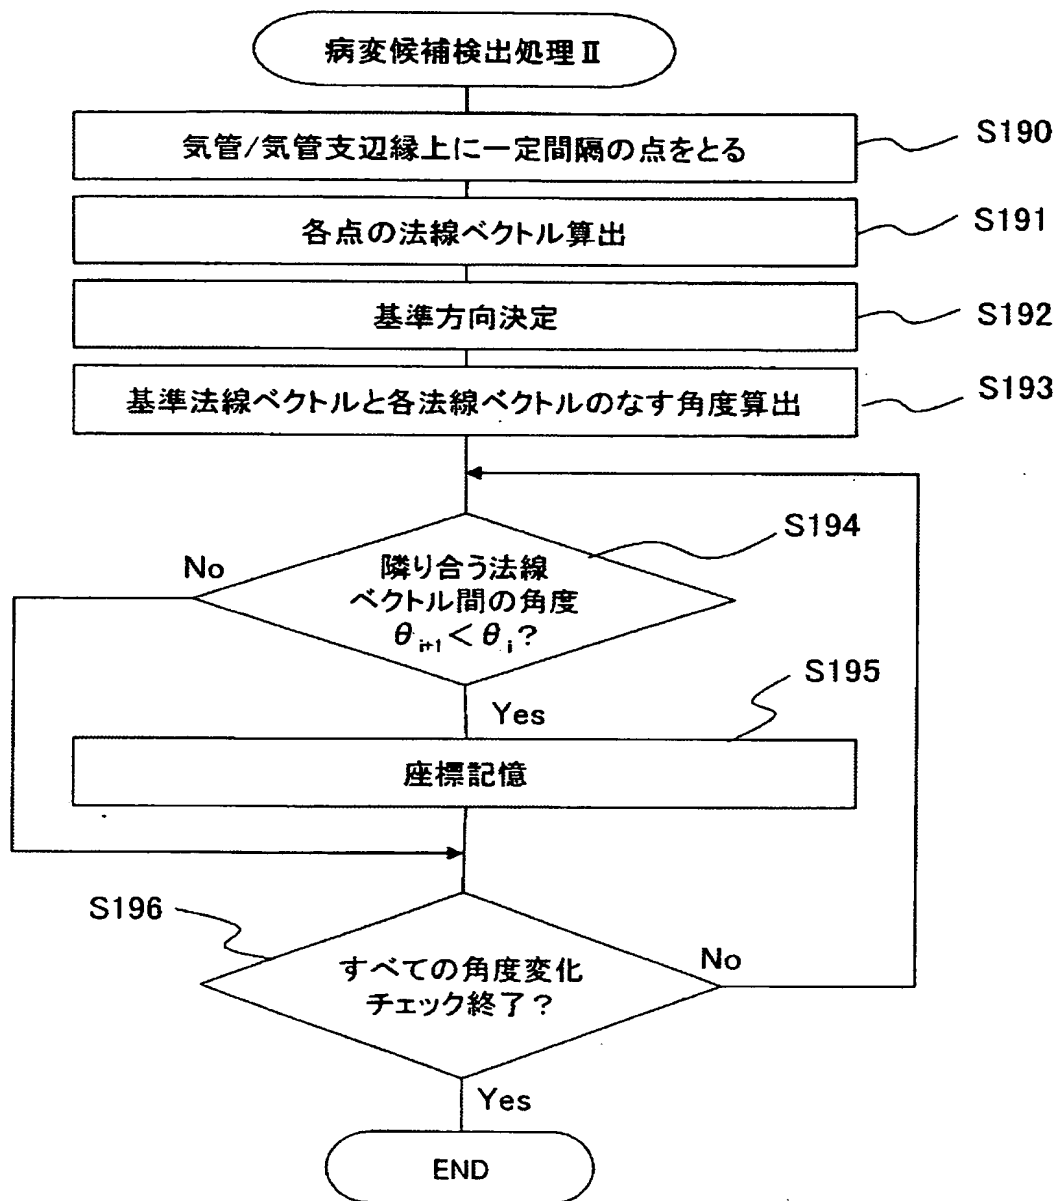 病変候補検出処理Ⅱ
気管/気管支辺縁上に一定間隔の点をとる
S190
各点の法線ベクトル算出
S191
基準方向決定
S192
基準法線ベクトルと各法線ベクトルのなす角度算出
S193
S194
No
隣り合う法線
ベクトル間の角度
θi+1<θi?
S195
Yes
座標記憶
S196
すべての角度変化
チェック終了?
No
Yes
END